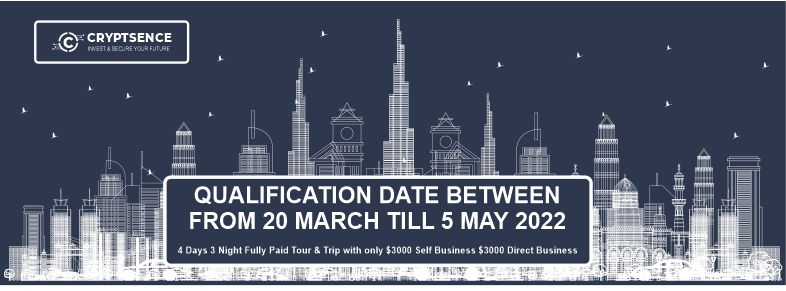 CRYPTSENCE
INVEST & SECURE YOUR FUTURE
QUALIFICATION DATE BETWEEN
FROM 20 MARCH TILL 5 MAY 2022
4 Days 3 Night Fully Paid Tour & Trip with only $3000 Self Business $3000 Direct Business